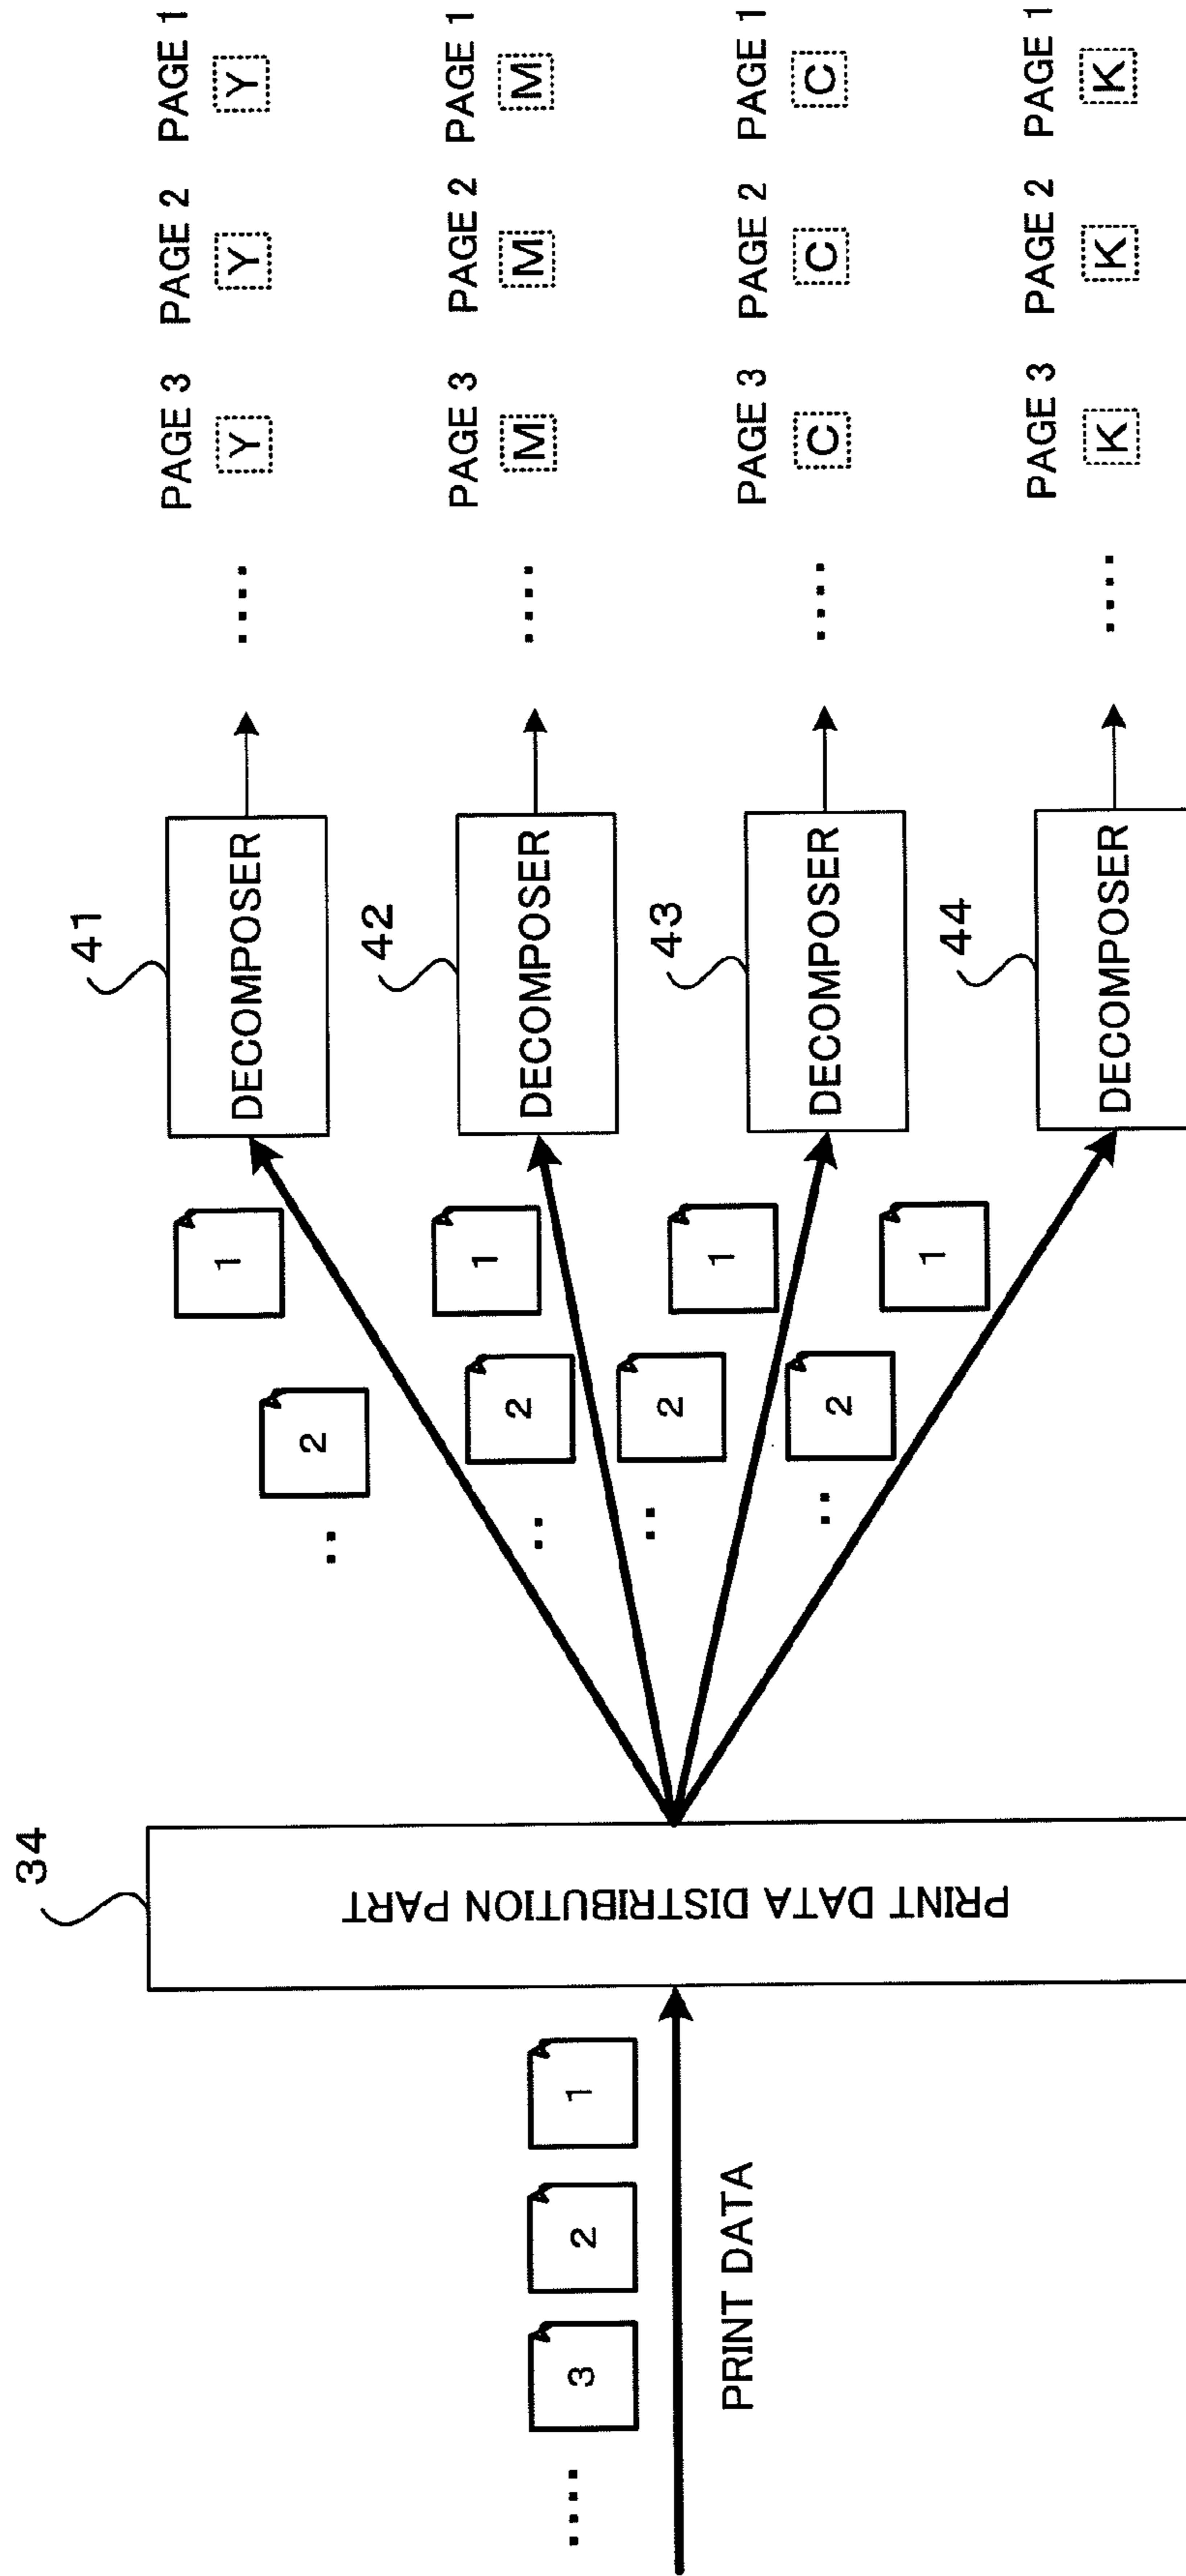 .... 3 2 1
PRINT DATA
34
PRINT DATA DISTRIBUTION PART
.. 2 1
.. 2 1
.. 2 1
.. 2 1
41
DECOMPOSER
42
DECOMPOSER
43
DECOMPOSER
44
DECOMPOSER
.... PAGE 3 PAGE 2 PAGE 1
Y Y Y
.... PAGE 3 PAGE 2 PAGE 1
M M M
.... PAGE 3 PAGE 2 PAGE 1
C C C
.... PAGE 3 PAGE 2 PAGE 1
K K K